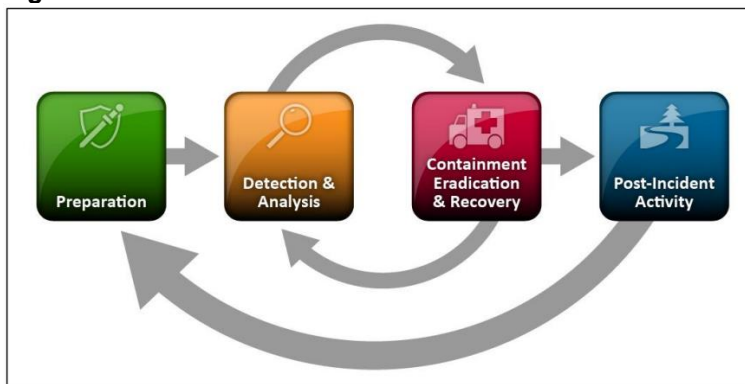 Preparation
Detection &
Analysis
Containment
Eradication
& Recovery
Post-Incident
Activity